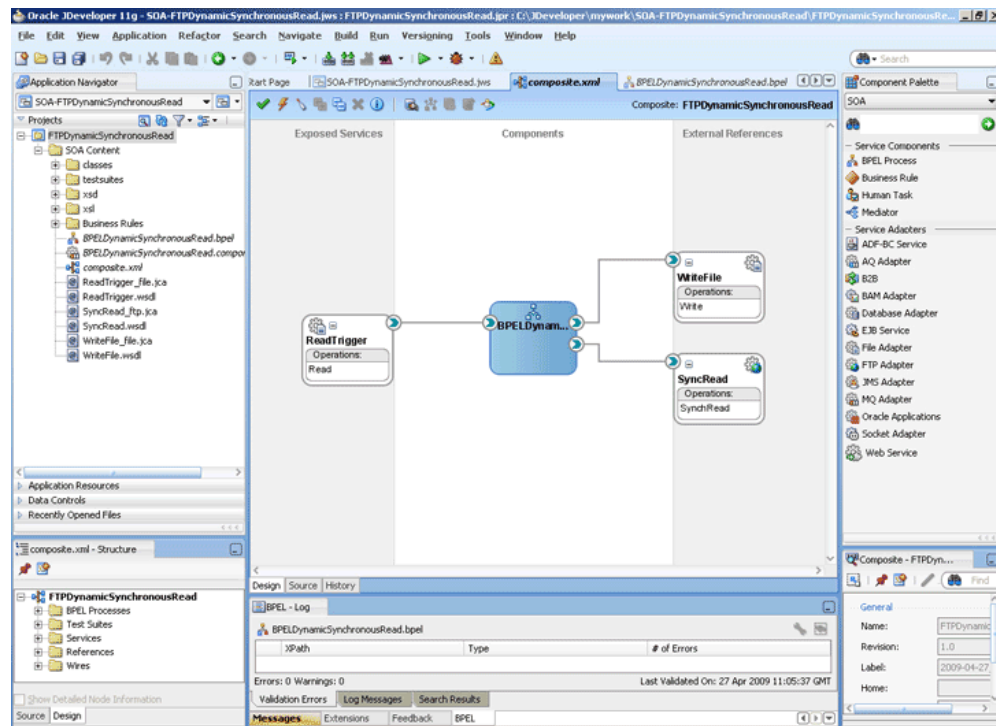 Oracle JDeveloper 11g - SOA-FTPDynamicSynchronousRead.jws : FTPDynamicSynchronousRead.jpr : C:\JDeveloper\mywork\SOA-FTPDynamicSynchronousRead\FTPDynamicSynchronousRe...
File Edit View Application Refactor Search Navigate Build Run Versioning Tools Window Help
Search
Application Navigator
SOA-FTPDynamicSynchronousRead
Projects
FTPDynamicSynchronousRead
SOA Content
classes
testsuites
xsd
xsl
Business Rules
BPELDynamicSynchronousRead.bpel
BPELDynamicSynchronousRead.compor
composite.xml
ReadTrigger_file.jca
ReadTrigger.wsdl
SyncRead_ftp.jca
SyncRead.wsdl
WriteFile_file.jca
WriteFile.wsdl
Application Resources
Data Controls
Recently Opened Files
composite.xml - Structure
FTPDynamicSynchronousRead
BPEL Processes
Test Suites
Services
References
Wires
Show Detailed Node Information
Source Design
tart Page SOA-FTPDynamicSynchronousRead.jws composite.xml BPELDynamicSynchronousRead.bpel
Composite: FTPDynamicSynchronousRead
Exposed Services Components External References
ReadTrigger
Operations:
Read
BPELDynam...
WriteFile
Operations:
Write
SyncRead
Operations:
SynchRead
Design Source History
BPEL - Log
BPELDynamicSynchronousRead.bpel
XPath Type # of Errors
Errors: 0 Warnings: 0 Last Validated On: 27 Apr 2009 11:05:37 GMT
Validation Errors Log Messages Search Results
Messages Extensions Feedback BPEL
Component Palette
SOA
Service Components
BPEL Process
Business Rule
Human Task
Mediator
Service Adapters
ADF-BC Service
AQ Adapter
B2B
BAM Adapter
Database Adapter
EJB Service
File Adapter
FTP Adapter
JMS Adapter
MQ Adapter
Oracle Applications
Socket Adapter
Web Service
Composite - FTPDyn...
Find
General
Name: FTPDynamic
Revision: 1.0
Label: 2009-04-27
Home: